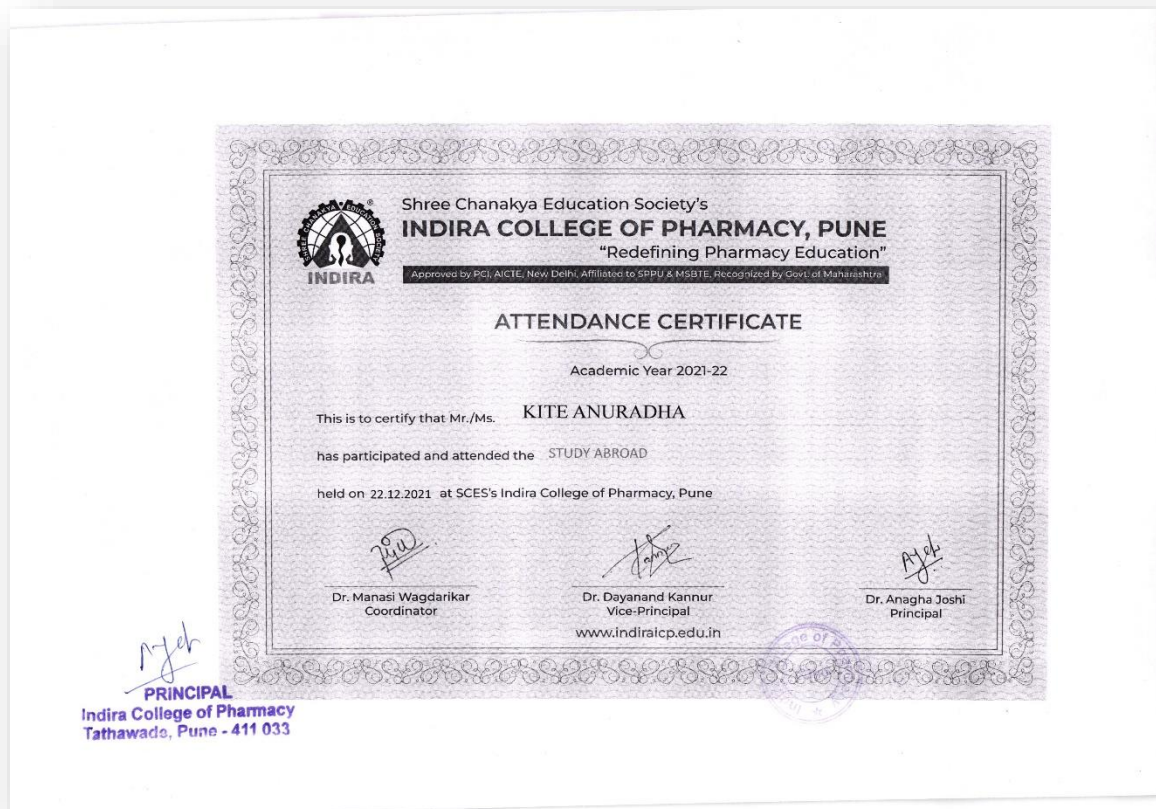 SHREE CHANAKYA EDUCATION SOCIETY
INDIRA
Shree Chanakya Education Society's
INDIRA COLLEGE OF PHARMACY, PUNE
"Redefining Pharmacy Education"
Approved by PCI, AICTE, New Delhi, Affiliated to SPPU & MSBTE, Recognized by Govt. of Maharashtra
ATTENDANCE CERTIFICATE
Academic Year 2021-22
This is to certify that Mr./Ms. KITE ANURADHA
has participated and attended the STUDY ABROAD
held on 22.12.2021 at SCES's Indira College of Pharmacy, Pune
Dr. Manasi Wagdarikar
Coordinator
Dr. Dayanand Kannur
Vice-Principal
Dr. Anagha Joshi
Principal
www.indiraicp.edu.in
PRINCIPAL
Indira College of Pharmacy
Tathawade, Pune - 411 033